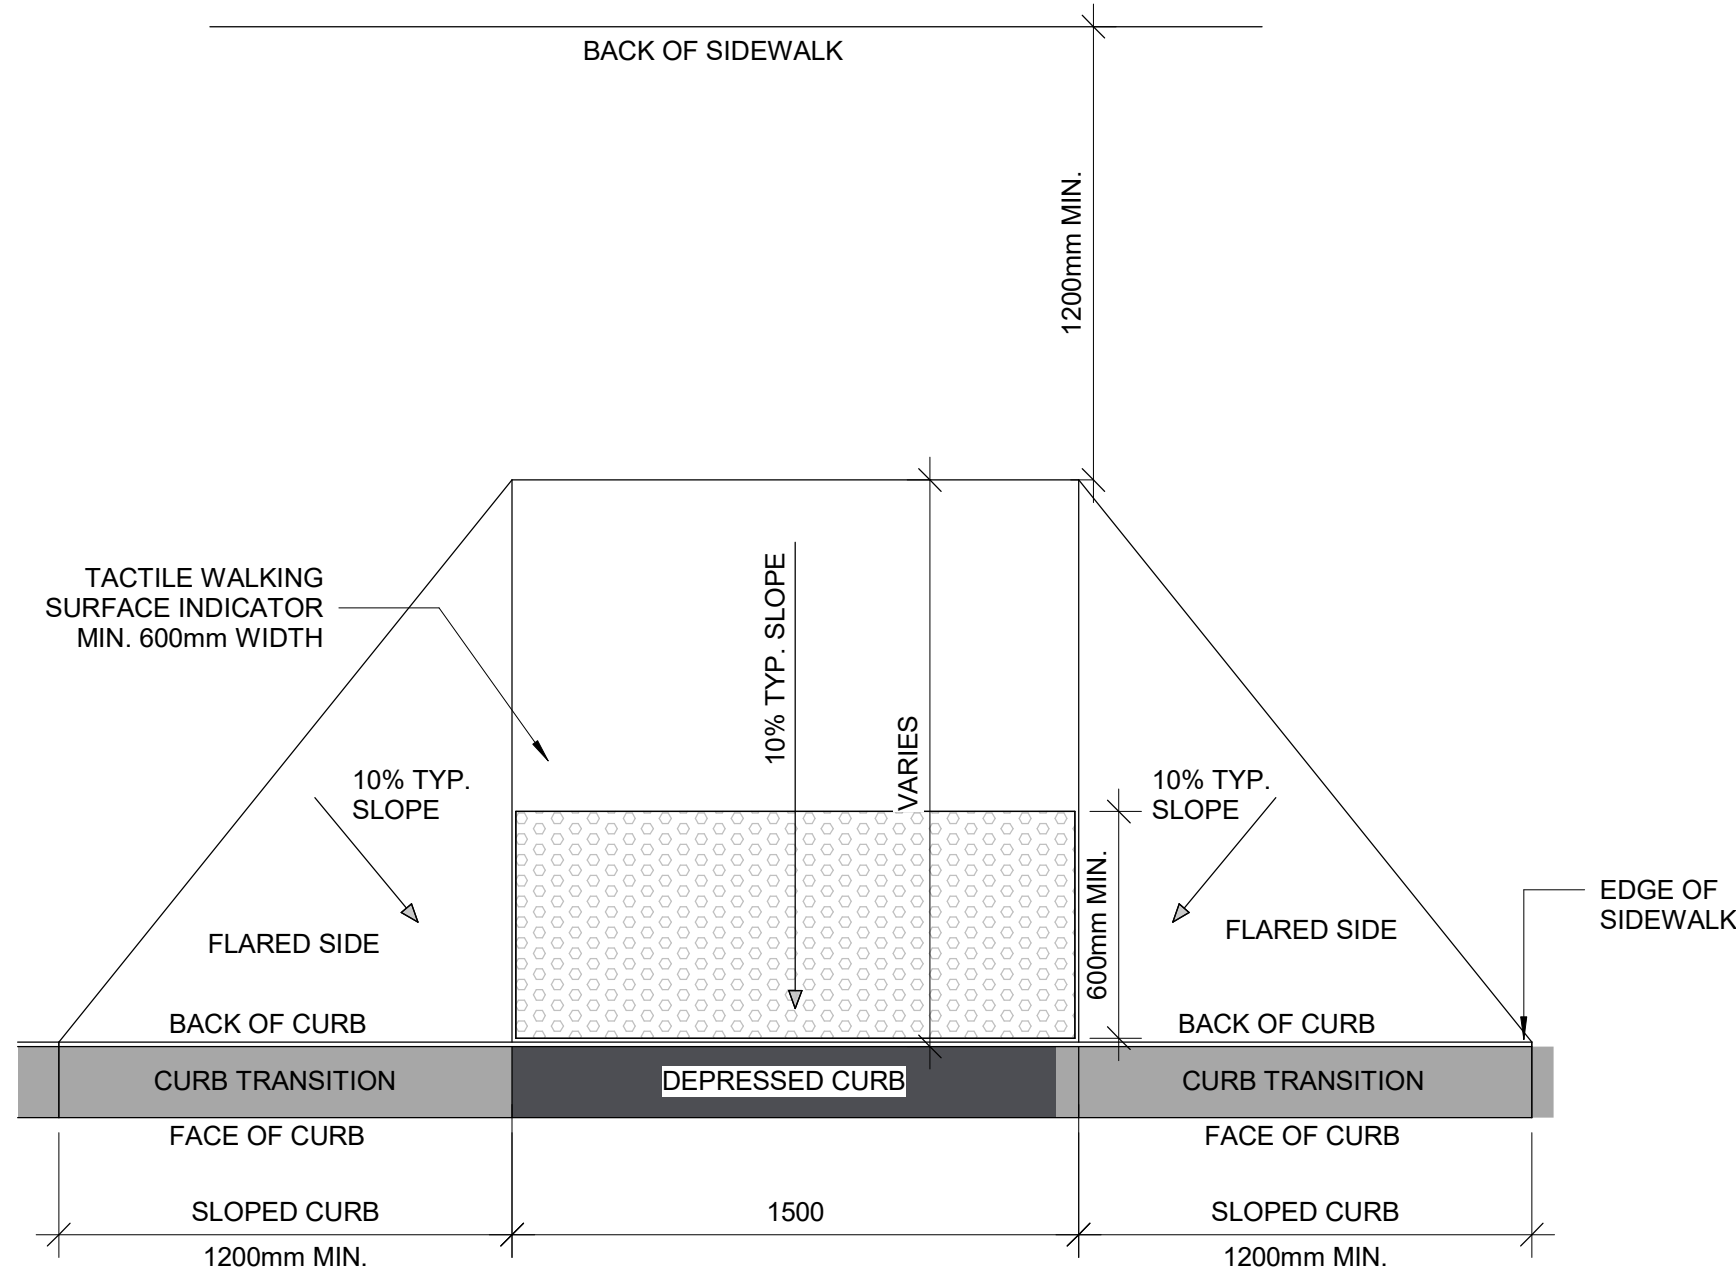 BACK OF SIDEWALK
1200mm MIN.
TACTILE WALKING
SURFACE INDICATOR
MIN. 600mm WIDTH
10% TYP. SLOPE
VARIES
10% TYP.
SLOPE
10% TYP.
SLOPE
600mm MIN.
EDGE OF
SIDEWALK
FLARED SIDE
FLARED SIDE
BACK OF CURB
BACK OF CURB
CURB TRANSITION
DEPRESSED CURB
CURB TRANSITION
FACE OF CURB
FACE OF CURB
SLOPED CURB
1500
SLOPED CURB
1200mm MIN.
1200mm MIN.